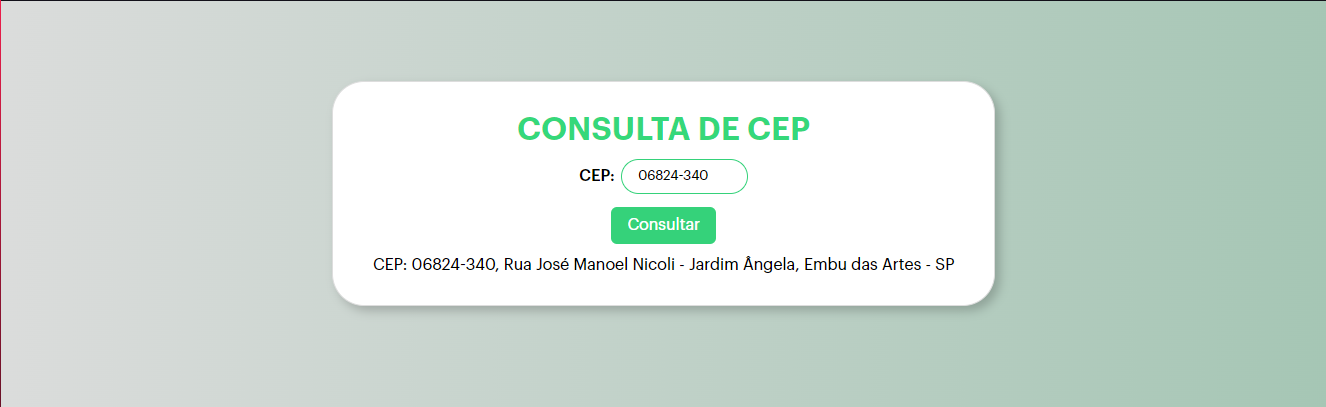 CONSULTA DE CEP
CEP: 06824-340
Consultar
CEP: 06824-340, Rua José Manoel Nicoli - Jardim Ângela, Embu das Artes - SP